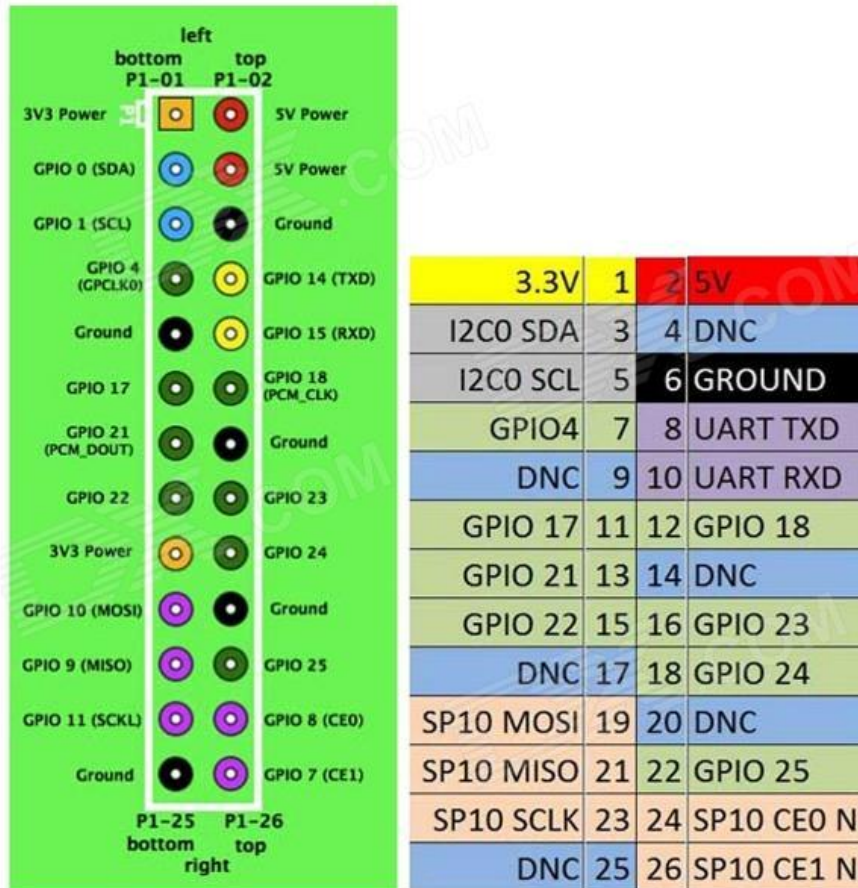 left
bottom top
P1-01 P1-02
3V3 Power P1 5V Power
GPIO 0 (SDA) 5V Power
GPIO 1 (SCL) Ground
GPIO 4
(GPCLK0) GPIO 14 (TXD)
Ground GPIO 15 (RXD)
GPIO 17 GPIO 18
(PCM_CLK)
GPIO 21
(PCM_DOUT) Ground
GPIO 22 GPIO 23
3V3 Power GPIO 24
GPIO 10 (MOSI) Ground
GPIO 9 (MISO) GPIO 25
GPIO 11 (SCKL) GPIO 8 (CE0)
Ground GPIO 7 (CE1)
P1-25 P1-26
bottom top
right
3.3V 1 2 5V
I2C0 SDA 3 4 DNC
I2C0 SCL 5 6 GROUND
GPIO4 7 8 UART TXD
DNC 9 10 UART RXD
GPIO 17 11 12 GPIO 18
GPIO 21 13 14 DNC
GPIO 22 15 16 GPIO 23
DNC 17 18 GPIO 24
SP10 MOSI 19 20 DNC
SP10 MISO 21 22 GPIO 25
SP10 SCLK 23 24 SP10 CE0 N
DNC 25 26 SP10 CE1 N
DX.COM
DX.COM
DX.COM